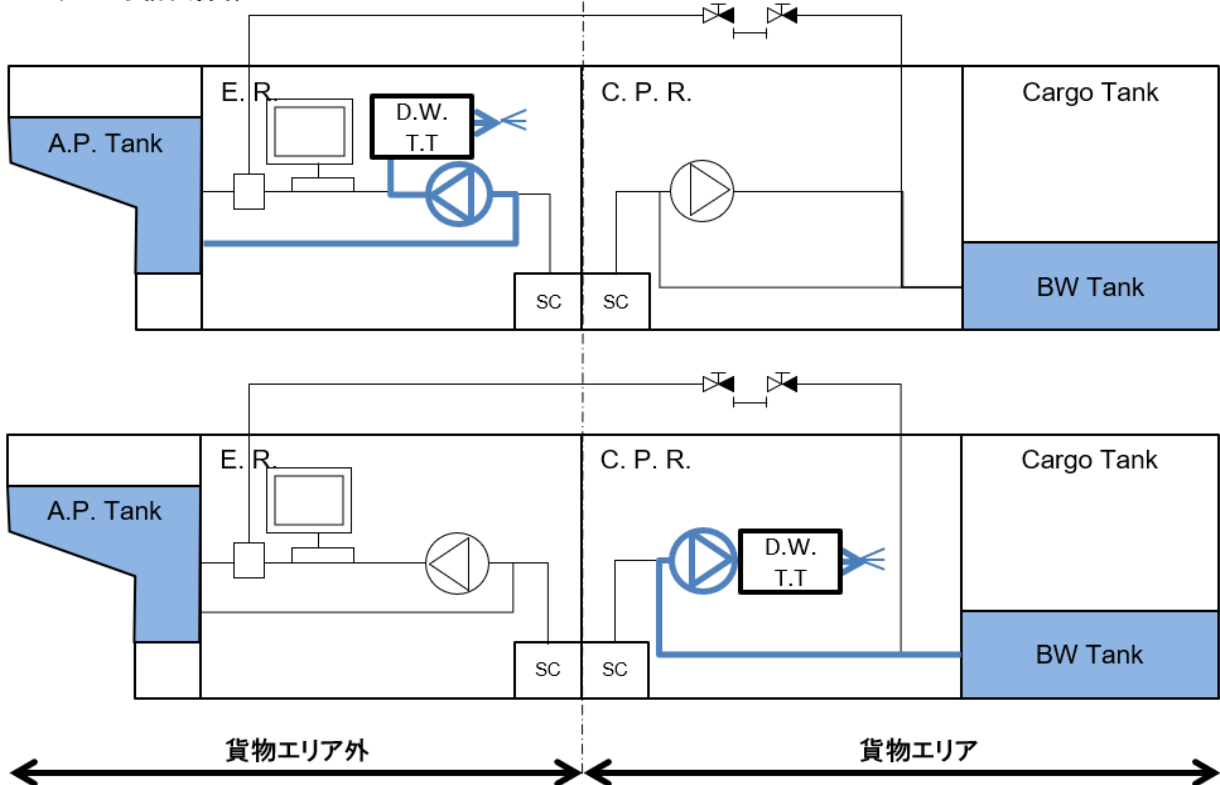 E. R.
C. P. R.
Cargo Tank
D.W.
T.T
A.P. Tank
SC
SC
BW Tank
E. R.
C. P. R.
Cargo Tank
A.P. Tank
D.W.
T.T
SC
SC
BW Tank
貨物エリア外
貨物エリア